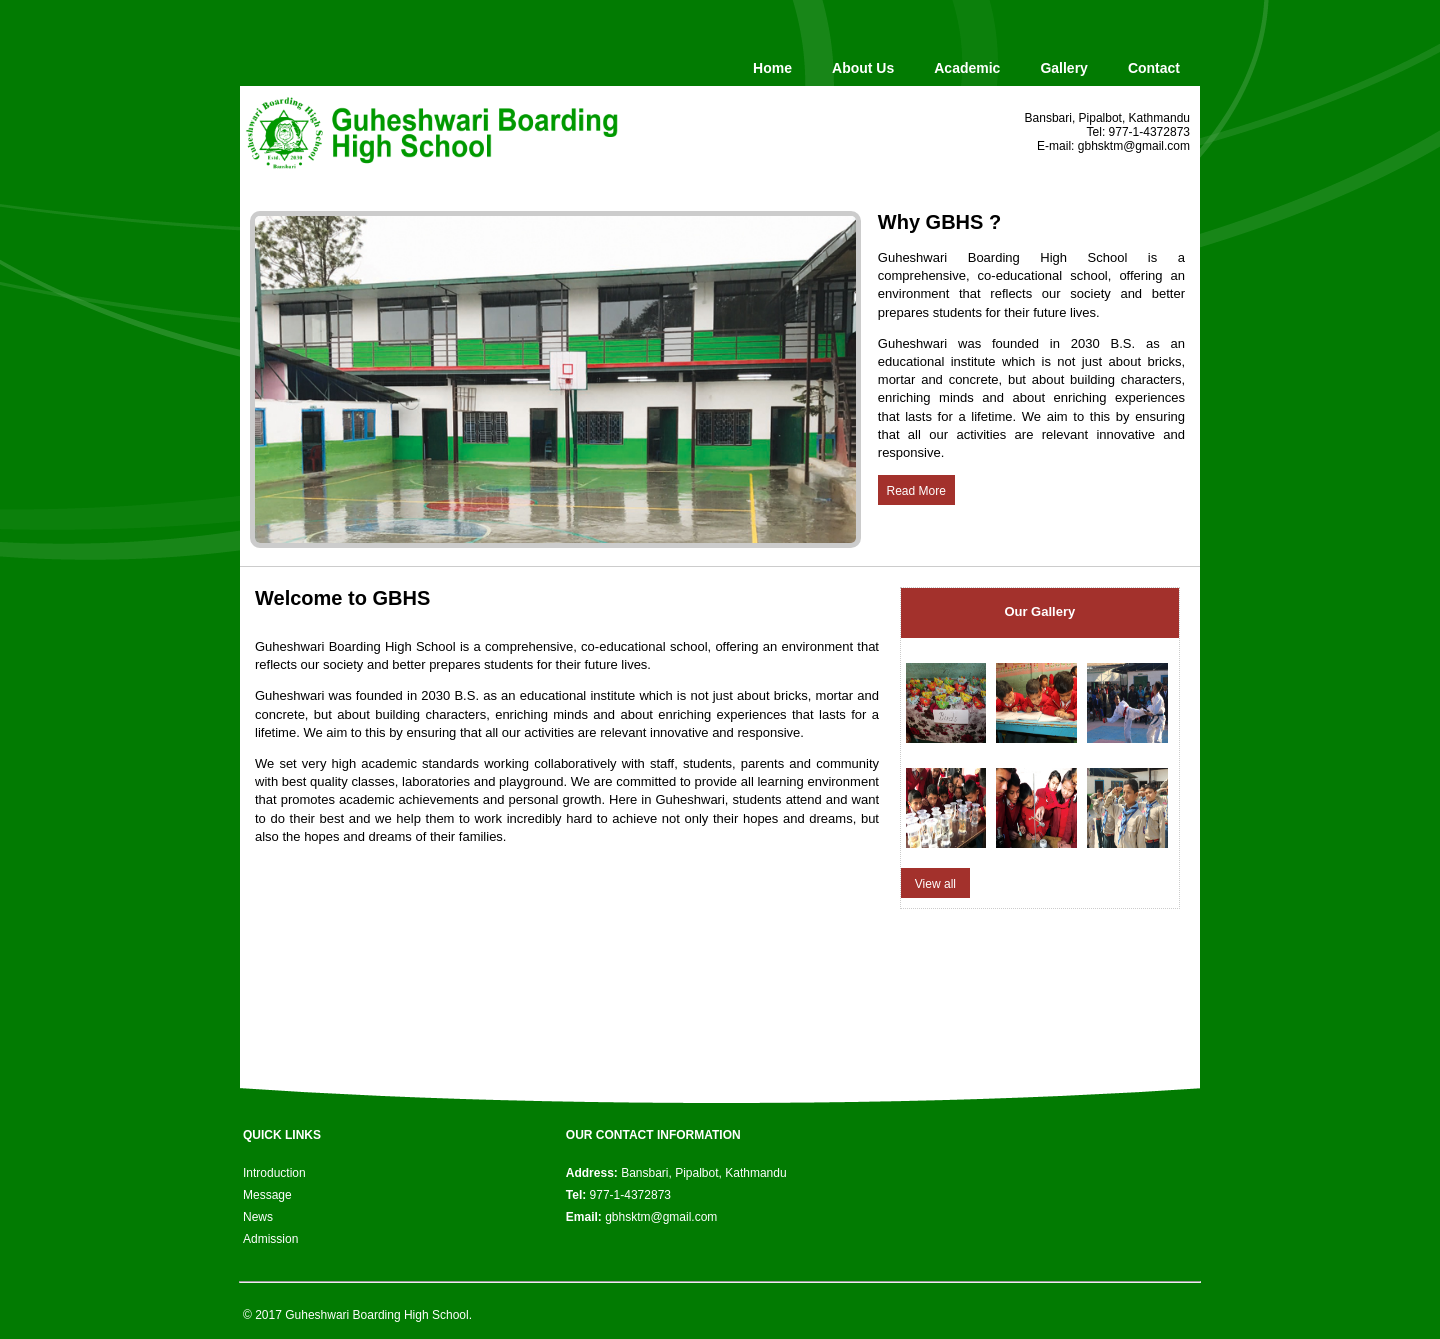 Home About Us Academic Gallery Contact
Guheshwari Boarding High School
Estd. 2030
Bansbari
Guheshwari Boarding
High School
Bansbari, Pipalbot, Kathmandu
Tel: 977-1-4372873
E-mail: gbhsktm@gmail.com
Why GBHS ?
Guheshwari Boarding High School is a
comprehensive, co-educational school, offering an
environment that reflects our society and better
prepares students for their future lives.
Guheshwari was founded in 2030 B.S. as an
educational institute which is not just about bricks,
mortar and concrete, but about building characters,
enriching minds and about enriching experiences
that lasts for a lifetime. We aim to this by ensuring
that all our activities are relevant innovative and
responsive.
Read More
Welcome to GBHS
Guheshwari Boarding High School is a comprehensive, co-educational school, offering an environment that
reflects our society and better prepares students for their future lives.
Guheshwari was founded in 2030 B.S. as an educational institute which is not just about bricks, mortar and
concrete, but about building characters, enriching minds and about enriching experiences that lasts for a
lifetime. We aim to this by ensuring that all our activities are relevant innovative and responsive.
We set very high academic standards working collaboratively with staff, students, parents and community
with best quality classes, laboratories and playground. We are committed to provide all learning environment
that promotes academic achievements and personal growth. Here in Guheshwari, students attend and want
to do their best and we help them to work incredibly hard to achieve not only their hopes and dreams, but
also the hopes and dreams of their families.
Our Gallery
View all
QUICK LINKS
Introduction
Message
News
Admission
OUR CONTACT INFORMATION
Address: Bansbari, Pipalbot, Kathmandu
Tel: 977-1-4372873
Email: gbhsktm@gmail.com
© 2017 Guheshwari Boarding High School.